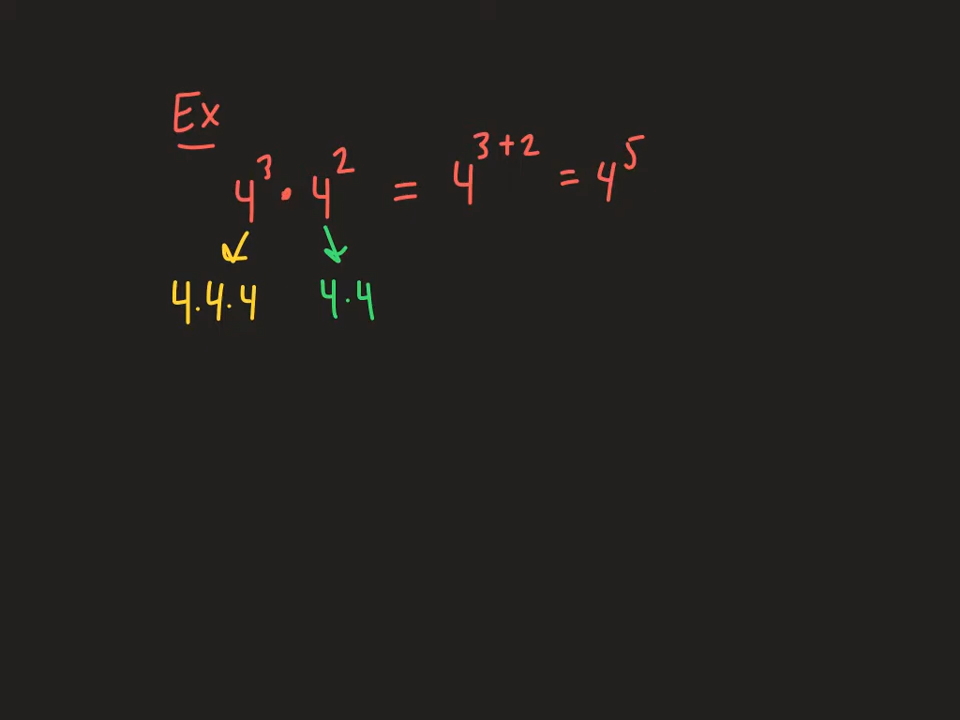 Ex
4³ · 4² = 4³⁺² = 4⁵
4·4·4 4·4